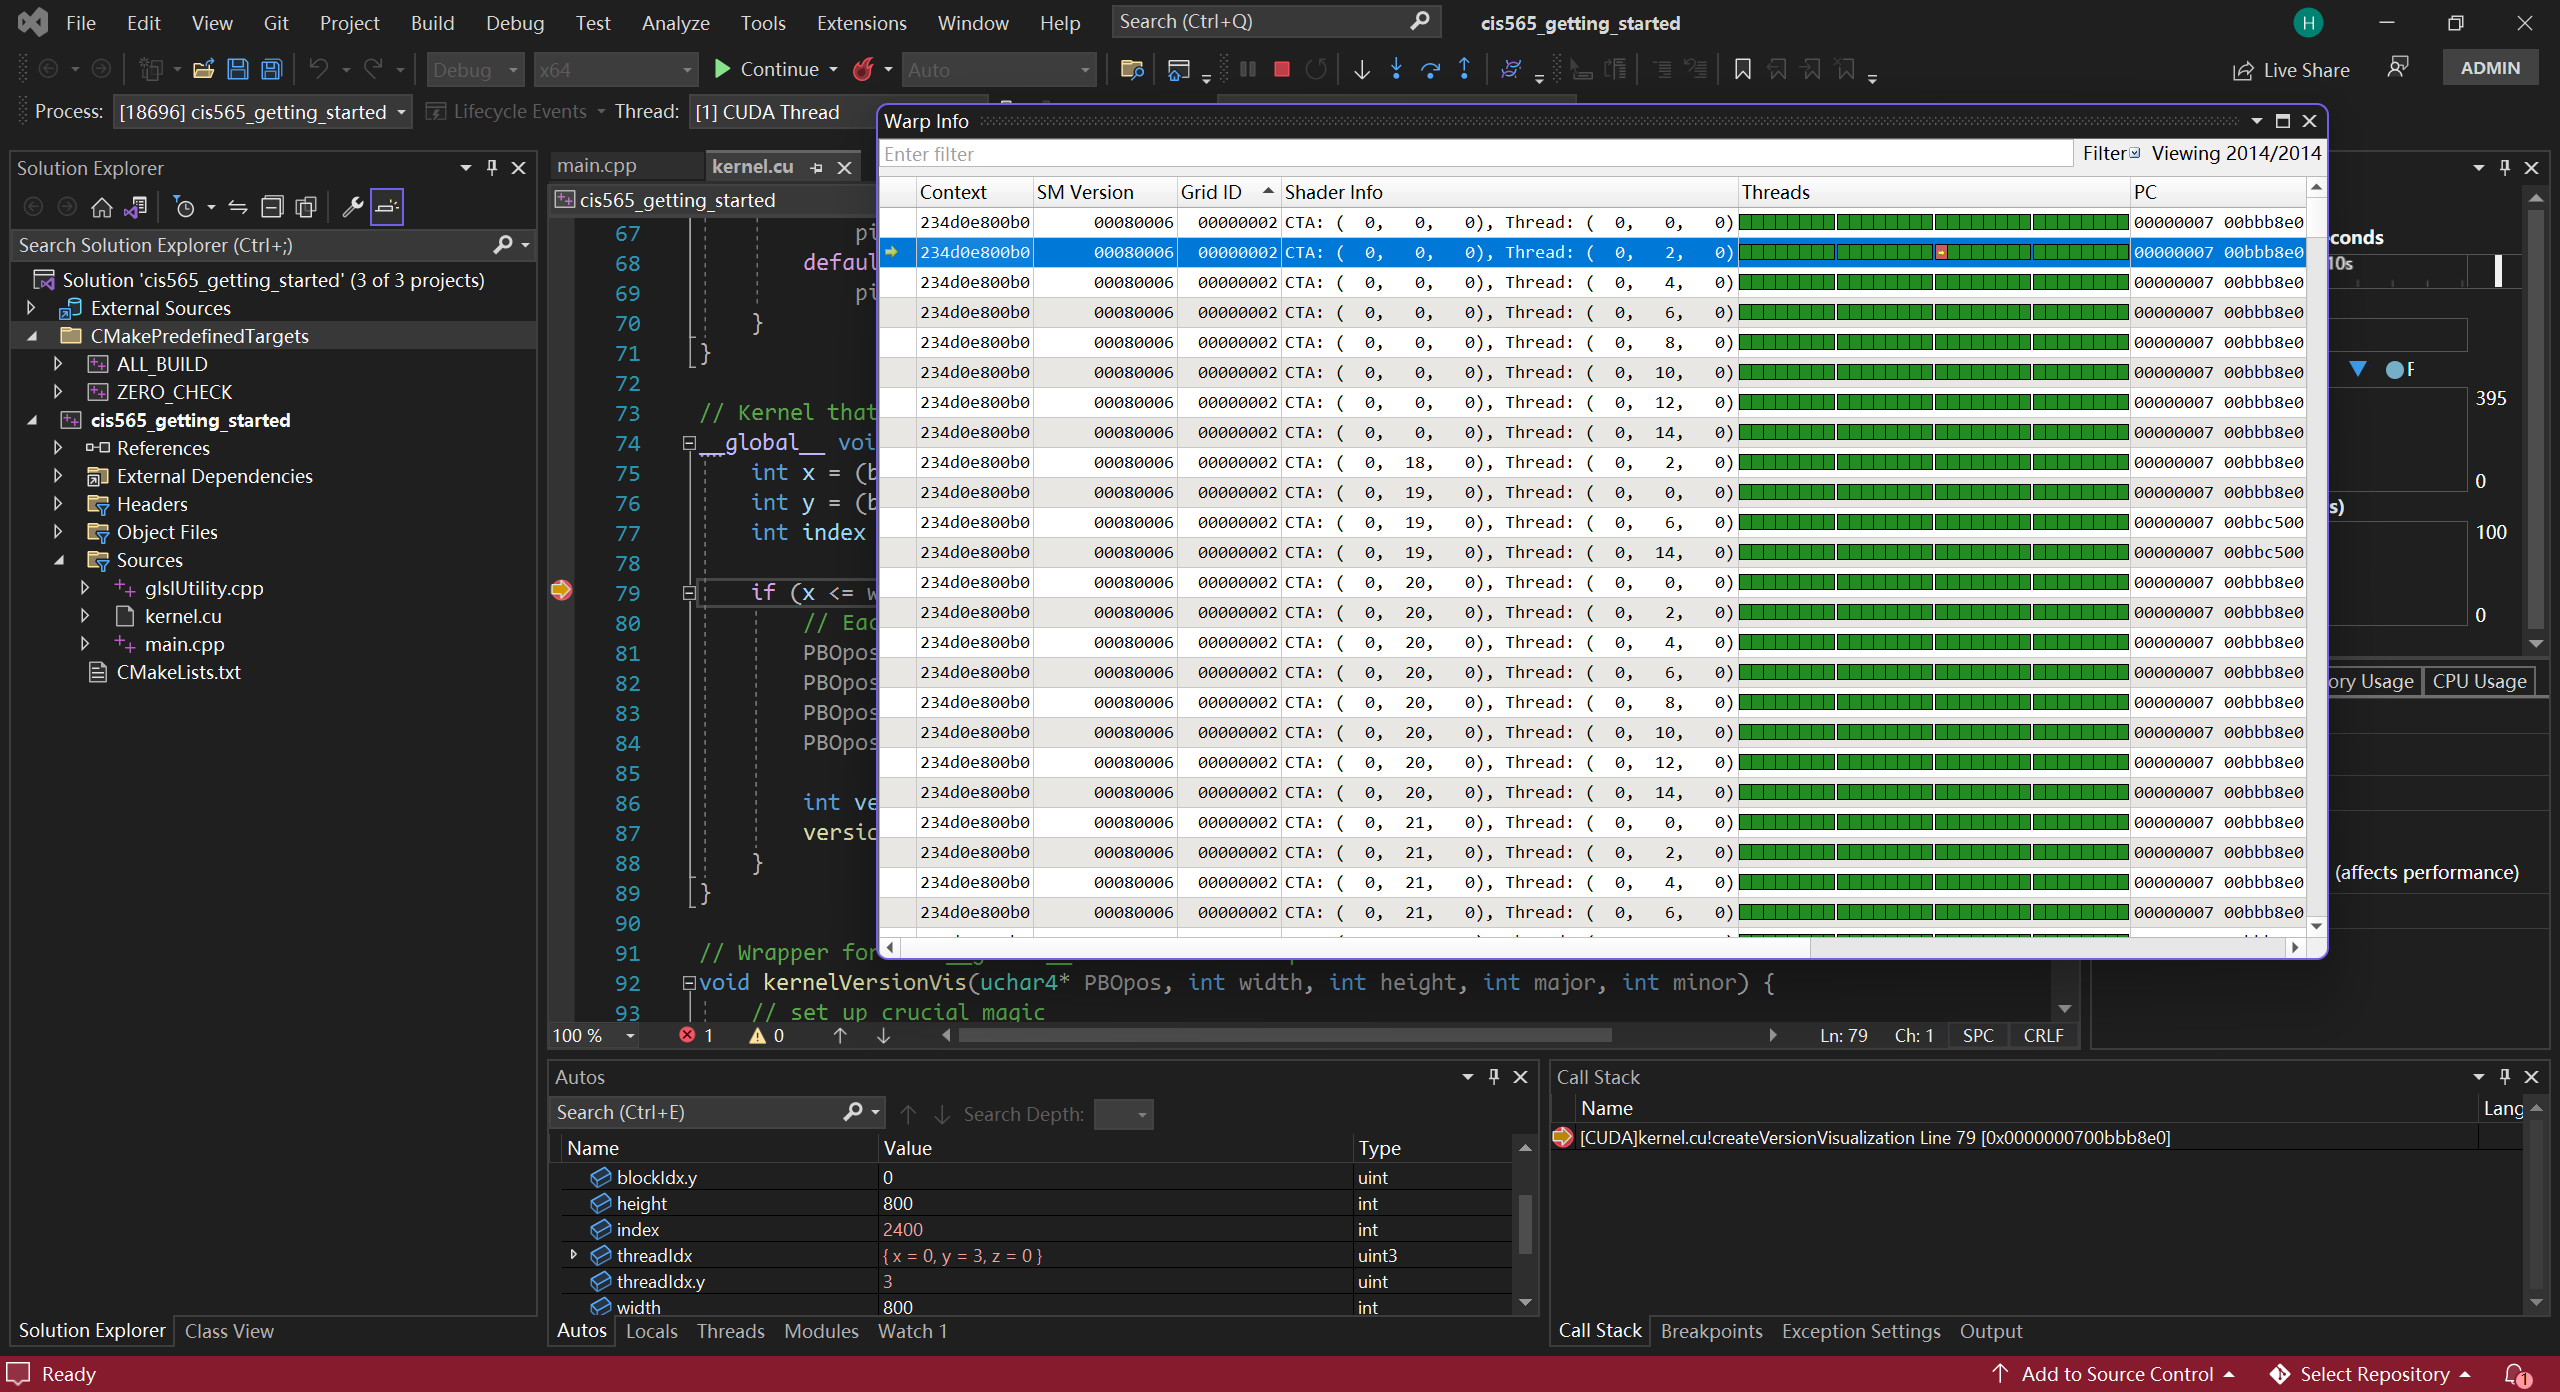 File Edit View Git Project Build Debug Test Analyze Tools Extensions Window Help Search (Ctrl+Q) cis565_getting_started H
Debug x64 Continue Auto Live Share ADMIN
Process: [18696] cis565_getting_started Lifecycle Events Thread: [1] CUDA Thread
Solution Explorer
Search Solution Explorer (Ctrl+;)
Solution 'cis565_getting_started' (3 of 3 projects)
External Sources
CMakePredefinedTargets
ALL_BUILD
ZERO_CHECK
cis565_getting_started
References
External Dependencies
Headers
Object Files
Sources
glslUtility.cpp
kernel.cu
main.cpp
CMakeLists.txt
Solution Explorer Class View
main.cpp kernel.cu
cis565_getting_started
67 pi
68 defaul
69 pi
70 }
71 }
72
73 // Kernel that
74 __global__ voi
75 int x = (b
76 int y = (b
77 int index
78
79 if (x <= w
80 // Eac
81 PBOpos
82 PBOpos
83 PBOpos
84 PBOpos
85
86 int ve
87 versio
88 }
89 }
90
91 // Wrapper for
92 void kernelVersionVis(uchar4* PBOpos, int width, int height, int major, int minor) {
93 // set up crucial magic
100 % 1 0 Ln: 79 Ch: 1 SPC CRLF
Warp Info
Enter filter Filter Viewing 2014/2014
Context SM Version Grid ID Shader Info Threads PC
234d0e800b0 00080006 00000002 CTA: ( 0, 0, 0), Thread: ( 0, 0, 0) 00000007 00bbb8e0
234d0e800b0 00080006 00000002 CTA: ( 0, 0, 0), Thread: ( 0, 2, 0) 00000007 00bbb8e0
234d0e800b0 00080006 00000002 CTA: ( 0, 0, 0), Thread: ( 0, 4, 0) 00000007 00bbb8e0
234d0e800b0 00080006 00000002 CTA: ( 0, 0, 0), Thread: ( 0, 6, 0) 00000007 00bbb8e0
234d0e800b0 00080006 00000002 CTA: ( 0, 0, 0), Thread: ( 0, 8, 0) 00000007 00bbb8e0
234d0e800b0 00080006 00000002 CTA: ( 0, 0, 0), Thread: ( 0, 10, 0) 00000007 00bbb8e0
234d0e800b0 00080006 00000002 CTA: ( 0, 0, 0), Thread: ( 0, 12, 0) 00000007 00bbb8e0
234d0e800b0 00080006 00000002 CTA: ( 0, 0, 0), Thread: ( 0, 14, 0) 00000007 00bbb8e0
234d0e800b0 00080006 00000002 CTA: ( 0, 18, 0), Thread: ( 0, 2, 0) 00000007 00bbb8e0
234d0e800b0 00080006 00000002 CTA: ( 0, 19, 0), Thread: ( 0, 0, 0) 00000007 00bbb8e0
234d0e800b0 00080006 00000002 CTA: ( 0, 19, 0), Thread: ( 0, 6, 0) 00000007 00bbc500
234d0e800b0 00080006 00000002 CTA: ( 0, 19, 0), Thread: ( 0, 14, 0) 00000007 00bbc500
234d0e800b0 00080006 00000002 CTA: ( 0, 20, 0), Thread: ( 0, 0, 0) 00000007 00bbb8e0
234d0e800b0 00080006 00000002 CTA: ( 0, 20, 0), Thread: ( 0, 2, 0) 00000007 00bbb8e0
234d0e800b0 00080006 00000002 CTA: ( 0, 20, 0), Thread: ( 0, 4, 0) 00000007 00bbb8e0
234d0e800b0 00080006 00000002 CTA: ( 0, 20, 0), Thread: ( 0, 6, 0) 00000007 00bbb8e0
234d0e800b0 00080006 00000002 CTA: ( 0, 20, 0), Thread: ( 0, 8, 0) 00000007 00bbb8e0
234d0e800b0 00080006 00000002 CTA: ( 0, 20, 0), Thread: ( 0, 10, 0) 00000007 00bbb8e0
234d0e800b0 00080006 00000002 CTA: ( 0, 20, 0), Thread: ( 0, 12, 0) 00000007 00bbb8e0
234d0e800b0 00080006 00000002 CTA: ( 0, 20, 0), Thread: ( 0, 14, 0) 00000007 00bbb8e0
234d0e800b0 00080006 00000002 CTA: ( 0, 21, 0), Thread: ( 0, 0, 0) 00000007 00bbb8e0
234d0e800b0 00080006 00000002 CTA: ( 0, 21, 0), Thread: ( 0, 2, 0) 00000007 00bbb8e0
234d0e800b0 00080006 00000002 CTA: ( 0, 21, 0), Thread: ( 0, 4, 0) 00000007 00bbb8e0
234d0e800b0 00080006 00000002 CTA: ( 0, 21, 0), Thread: ( 0, 6, 0) 00000007 00bbb8e0
conds
10s
F
395
0
s)
100
0
ory Usage CPU Usage
(affects performance)
Autos
Search (Ctrl+E) Search Depth:
Name Value Type
blockIdx.y 0 uint
height 800 int
index 2400 int
threadIdx { x = 0, y = 3, z = 0 } uint3
threadIdx.y 3 uint
width 800 int
Autos Locals Threads Modules Watch 1
Call Stack
Name Lang
[CUDA]kernel.cu!createVersionVisualization Line 79 [0x0000000700bbb8e0]
Call Stack Breakpoints Exception Settings Output
Ready Add to Source Control Select Repository 1